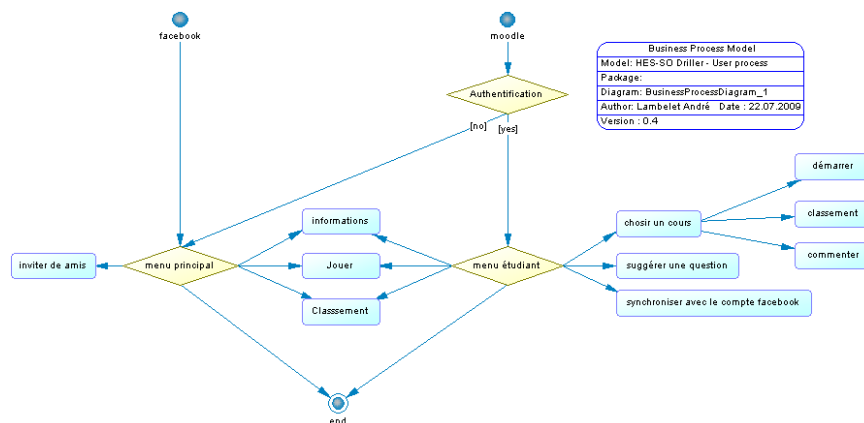 facebook
moodle
Business Process Model
Model: HES-SO Driller - User process
Package:
Diagram: BusinessProcessDiagram_1
Author: Lambelet André Date : 22.07.2009
Version : 0.4
Authentification
[no]
[yes]
démarrer
informations
chosir un cours
classement
commenter
inviter de amis
menu principal
Jouer
menu étudiant
suggérer une question
Classsement
synchroniser avec le compte facebook
end